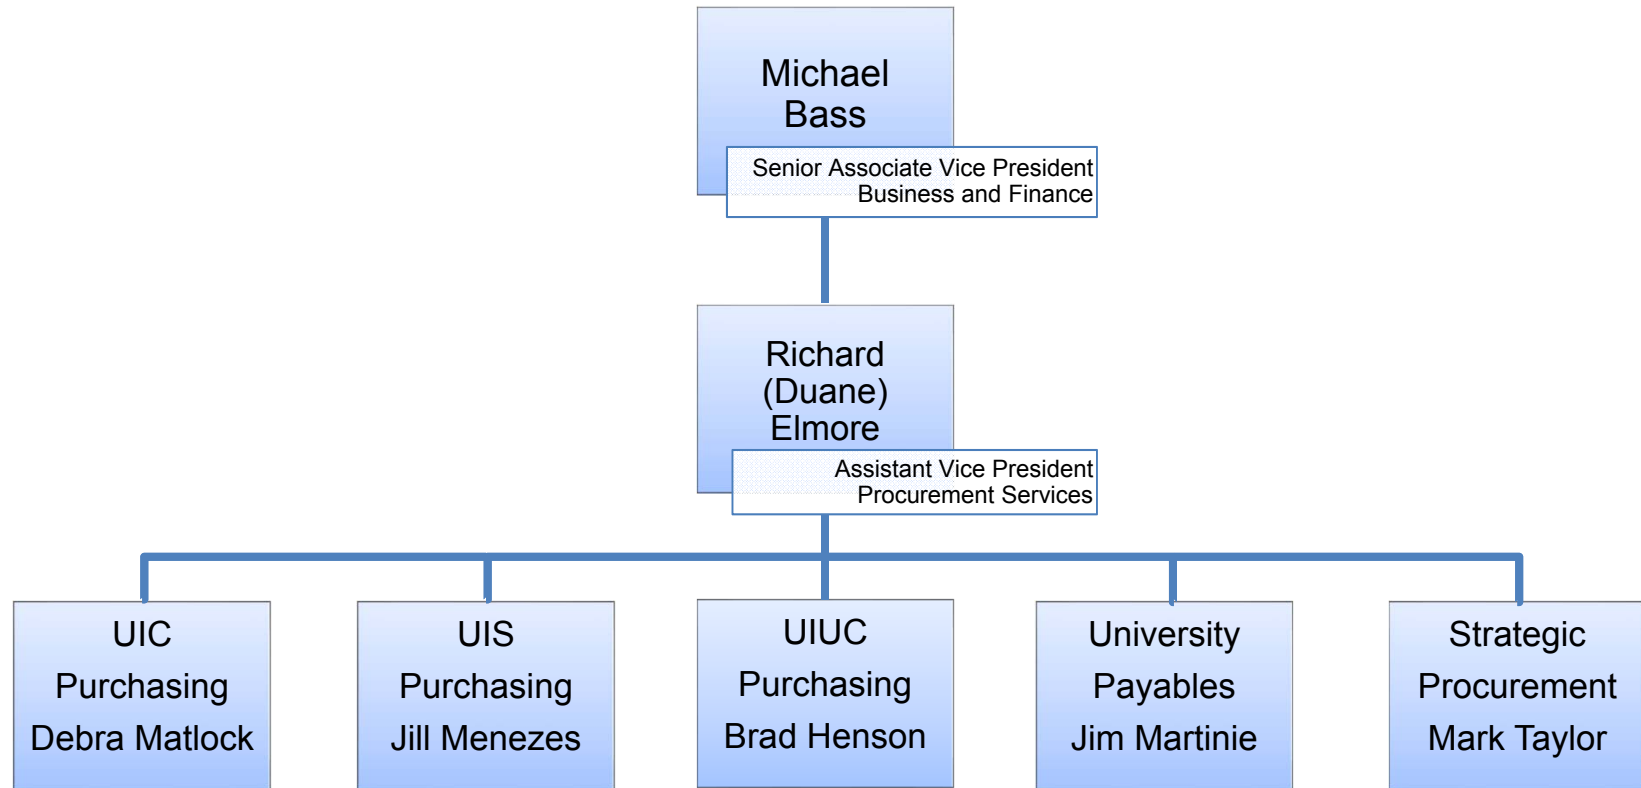 Michael
Bass
Senior Associate Vice President
Business and Finance
Richard
(Duane)
Elmore
Assistant Vice President
Procurement Services
UIC
Purchasing
Debra Matlock
UIS
Purchasing
Jill Menezes
UIUC
Purchasing
Brad Henson
University
Payables
Jim Martinie
Strategic
Procurement
Mark Taylor